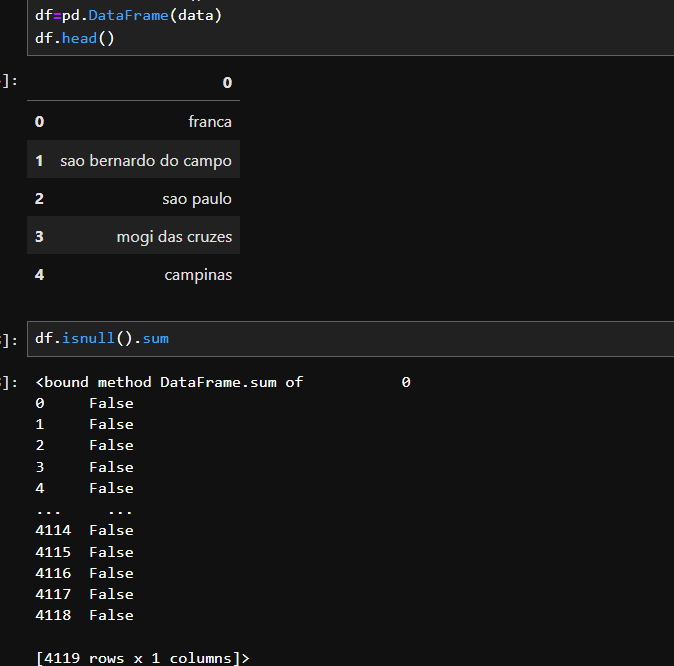 df=pd.DataFrame(data)
df.head()
]:
0
0 franca
1 sao bernardo do campo
2 sao paulo
3 mogi das cruzes
4 campinas
]: df.isnull().sum
]: <bound method DataFrame.sum of 0
0 False
1 False
2 False
3 False
4 False
... ...
4114 False
4115 False
4116 False
4117 False
4118 False
[4119 rows x 1 columns]>